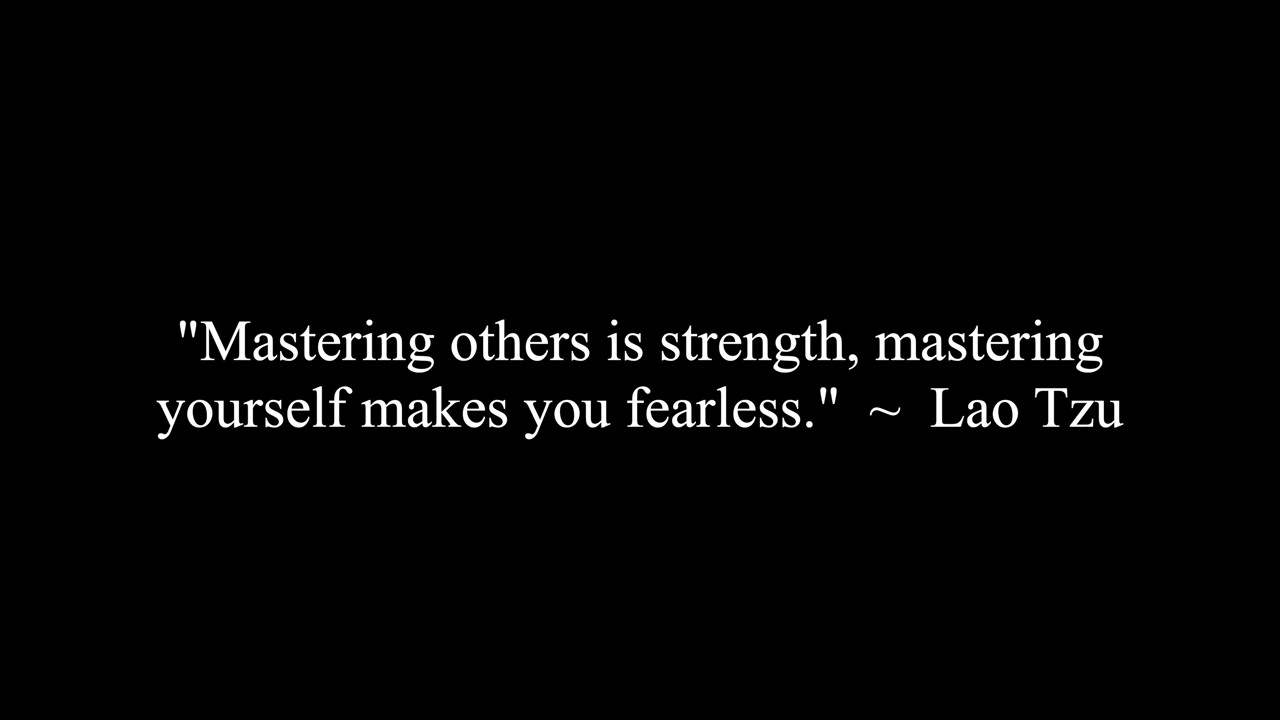 "Mastering others is strength, mastering
yourself makes you fearless."  ~  Lao Tzu